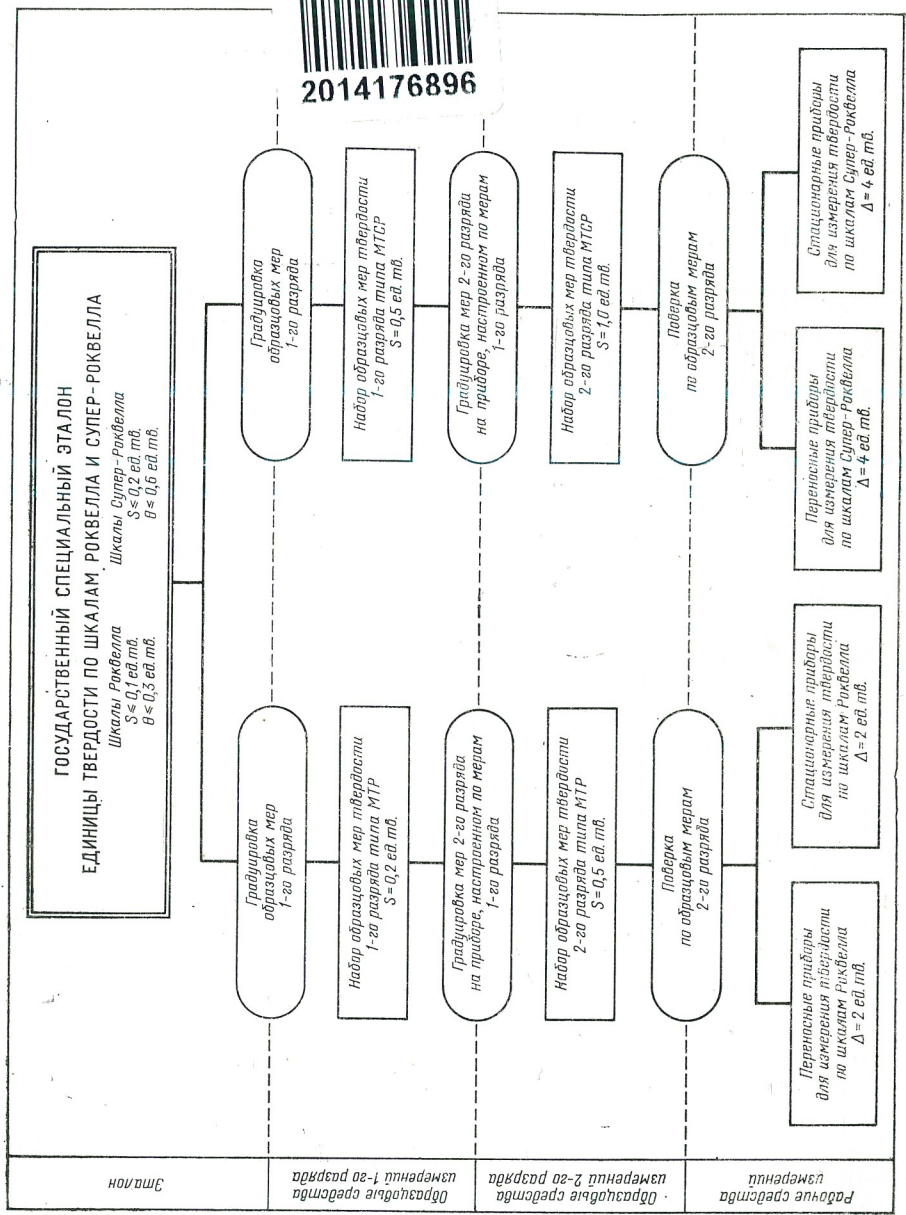 2014176896
ГОСУДАРСТВЕННЫЙ СПЕЦИАЛЬНЫЙ ЭТАЛОН
ЕДИНИЦЫ ТВЕРДОСТИ ПО ШКАЛАМ РОКВЕЛЛА И СУПЕР-РОКВЕЛЛА
Шкалы Роквелла
S ≤ 0,1 ед. тв.
θ ≤ 0,3 ед. тв.
Шкалы Супер-Роквелла
S ≤ 0,2 ед. тв.
θ ≤ 0,6 ед. тв.
Эталон
Градуировка
образцовых мер
1-го разряда
Градуировка
образцовых мер
1-го разряда
Образцовые средства
измерений 1-го разряда
Набор образцовых мер твердости
1-го разряда типа МТР
S = 0,2 ед. тв.
Набор образцовых мер твердости
1-го разряда типа МТСР
S = 0,5 ед. тв.
Градуировка мер 2-го разряда
на приборе, настроенном по мерам
1-го разряда
Градуировка мер 2-го разряда
на приборе, настроенном по мерам
1-го разряда
Образцовые средства
измерений 2-го разряда
Набор образцовых мер твердости
2-го разряда типа МТР
S = 0,5 ед. тв.
Набор образцовых мер твердости
2-го разряда типа МТСР
S = 1,0 ед. тв.
Поверка
по образцовым мерам
2-го разряда
Поверка
по образцовым мерам
2-го разряда
Рабочие средства
измерений
Переносные приборы
для измерения твердости
по шкалам Роквелла
Δ = 2 ед. тв.
Стационарные приборы
для измерения твердости
по шкалам Роквелла
Δ = 2 ед. тв.
Переносные приборы
для измерения твердости
по шкалам Супер-Роквелла
Δ = 4 ед. тв.
Стационарные приборы
для измерения твердости
по шкалам Супер-Роквелла
Δ = 4 ед. тв.